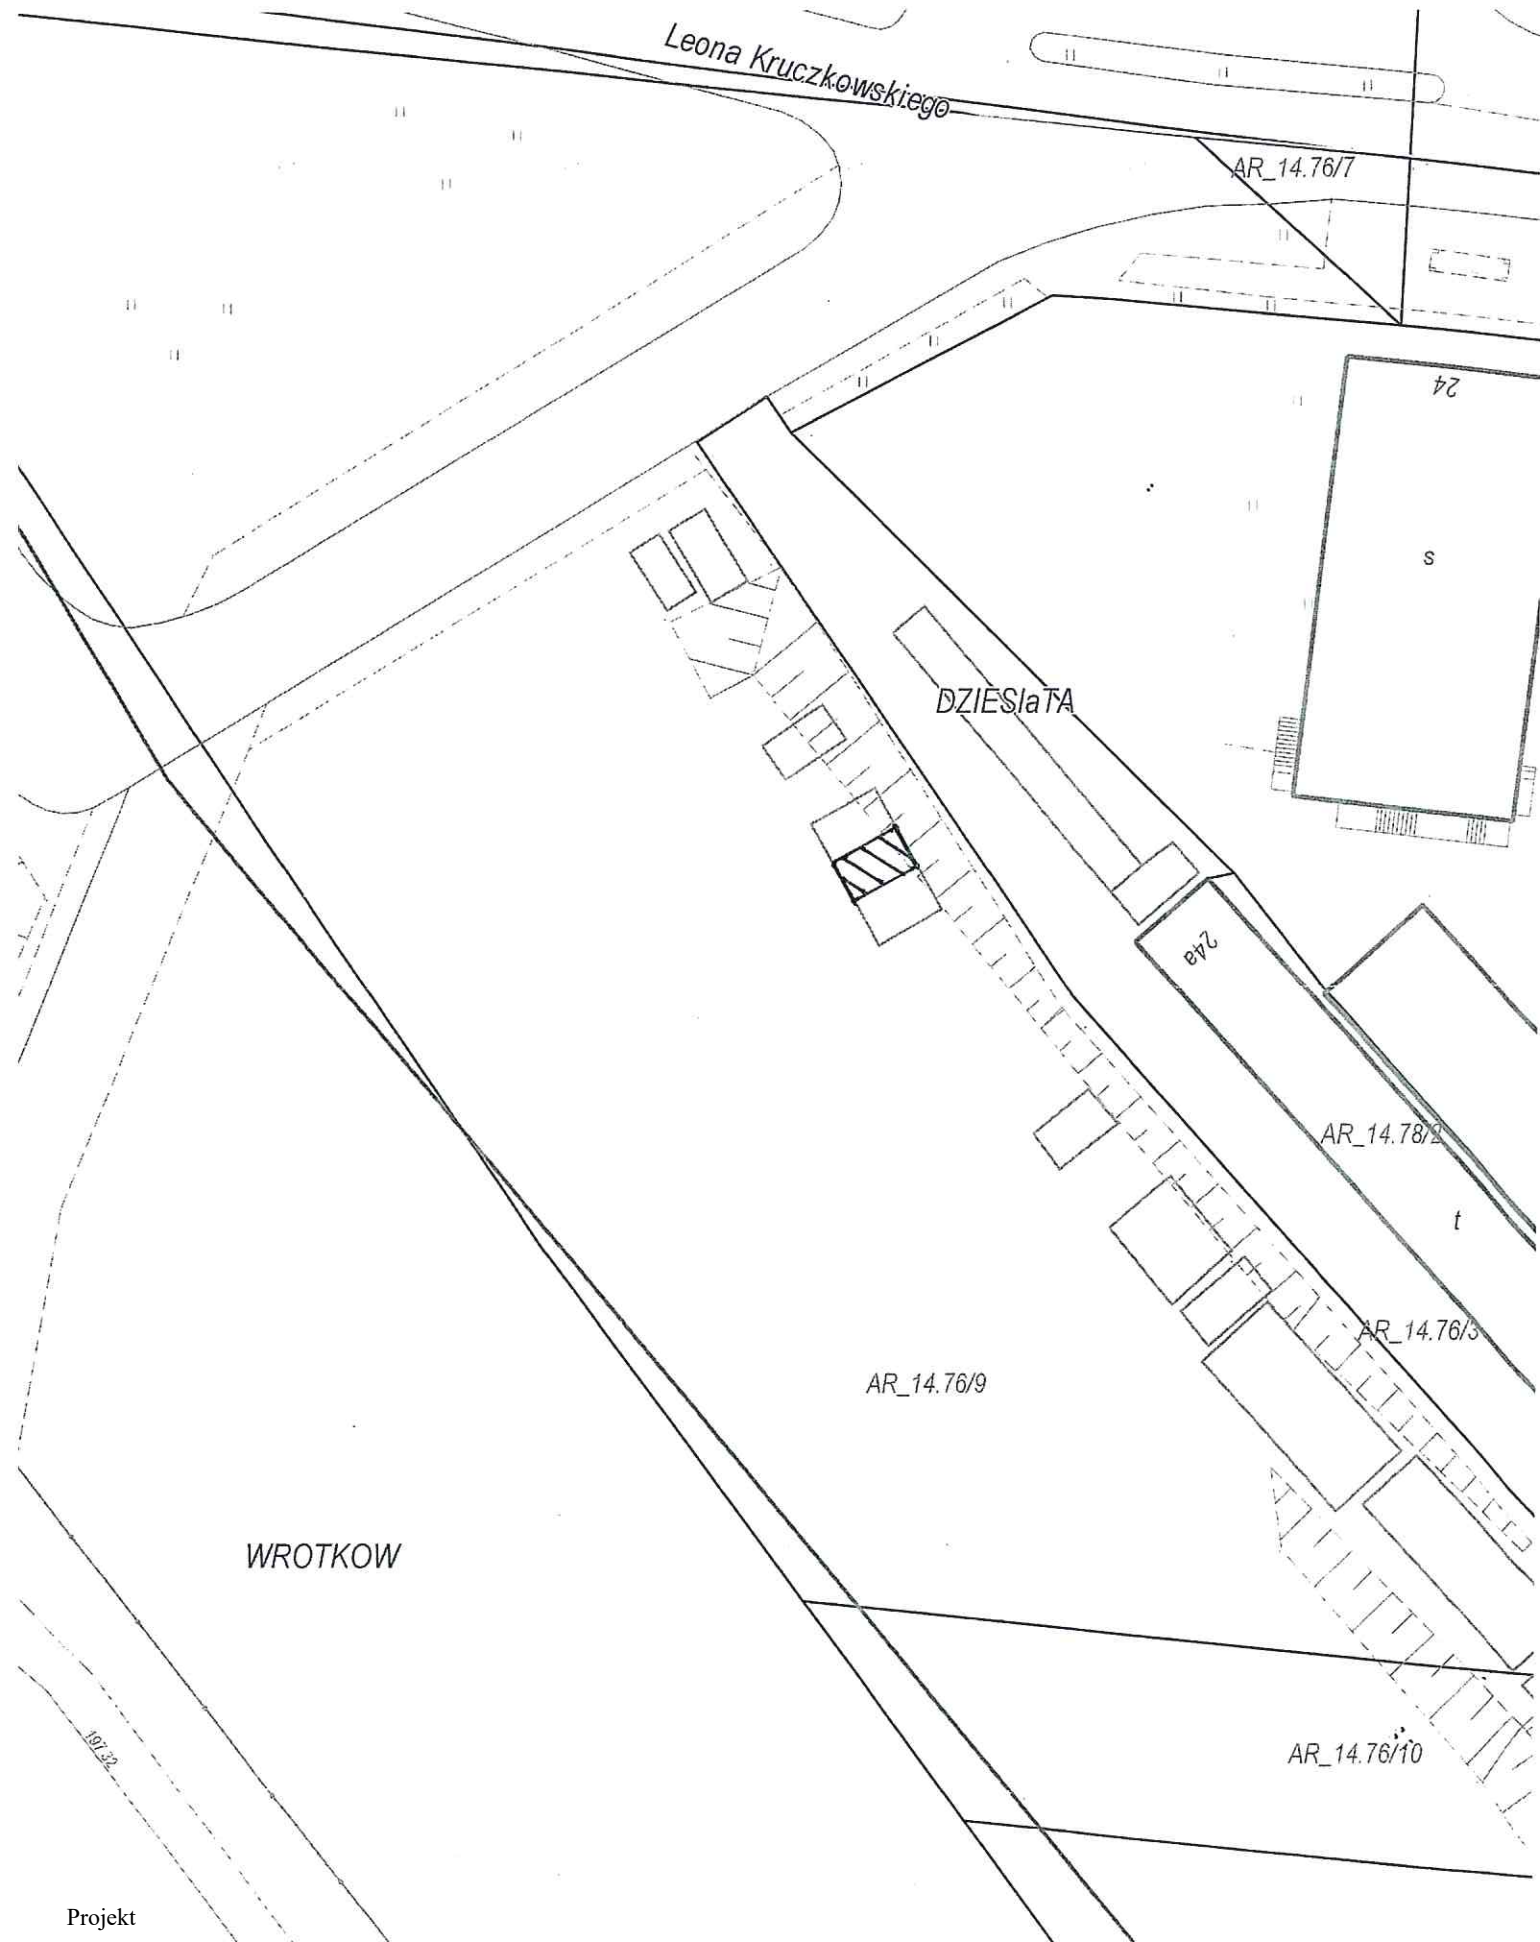 Leona Kruczkowskiego
AR_14.76/7
24
s
DZIESIaTA
24a
AR_14.78/2
t
AR_14.76/3
AR_14.76/9
WROTKOW
197.32
AR_14.76/10
Projekt